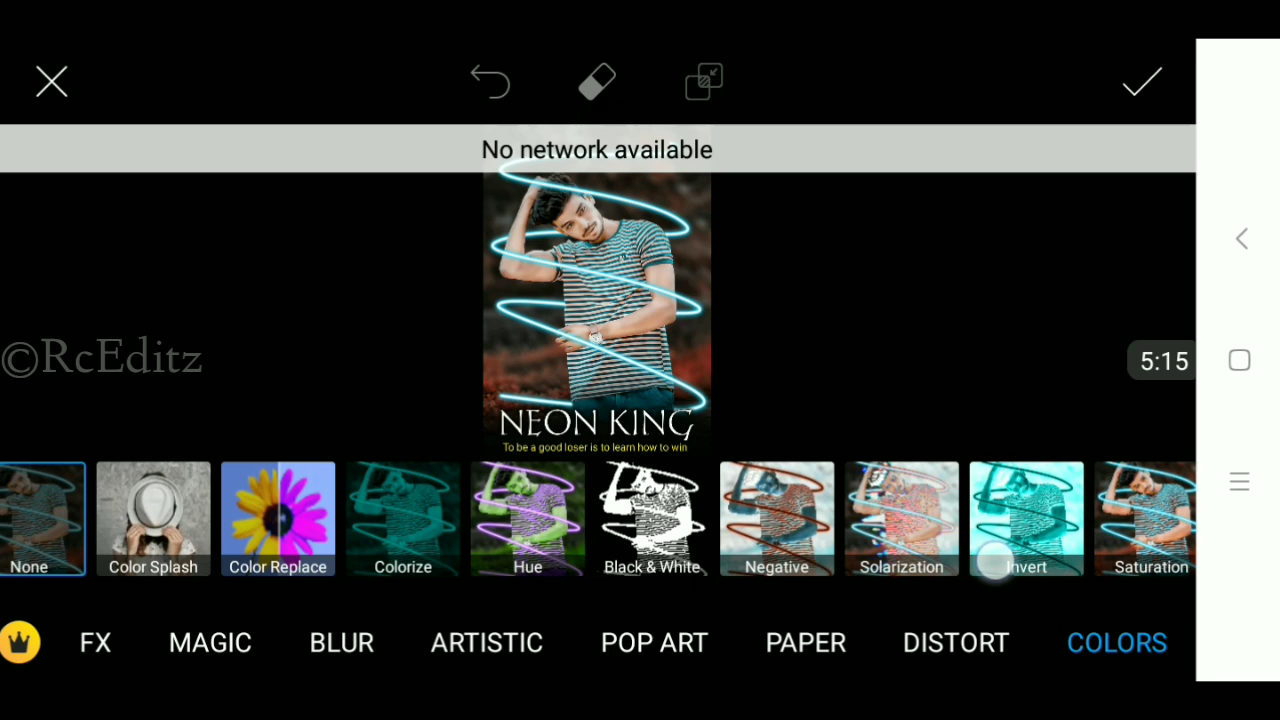 No network available
©RcEditz
5:15
NEON KING
To be a good loser is to learn how to win
None
Color Splash
Color Replace
Colorize
Hue
Black & White
Negative
Solarization
Invert
Saturation
FX
MAGIC
BLUR
ARTISTIC
POP ART
PAPER
DISTORT
COLORS